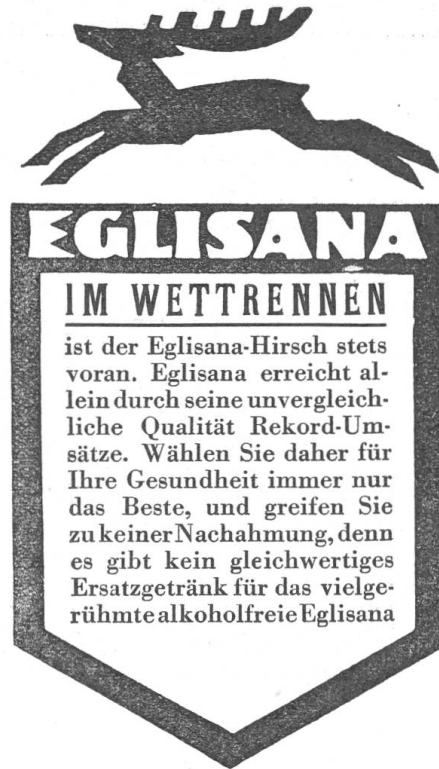 EGLISANA
IM WETTRENNEN
ist der Eglisana-Hirsch stets
voran. Eglisana erreicht al-
lein durch seine unvergleich-
liche Qualität Rekord-Um-
sätze. Wählen Sie daher für
Ihre Gesundheit immer nur
das Beste, und greifen Sie
zu keiner Nachahmung, denn
es gibt kein gleichwertiges
Ersatzgetränk für das vielge-
rühmte alkoholfreie Eglisana